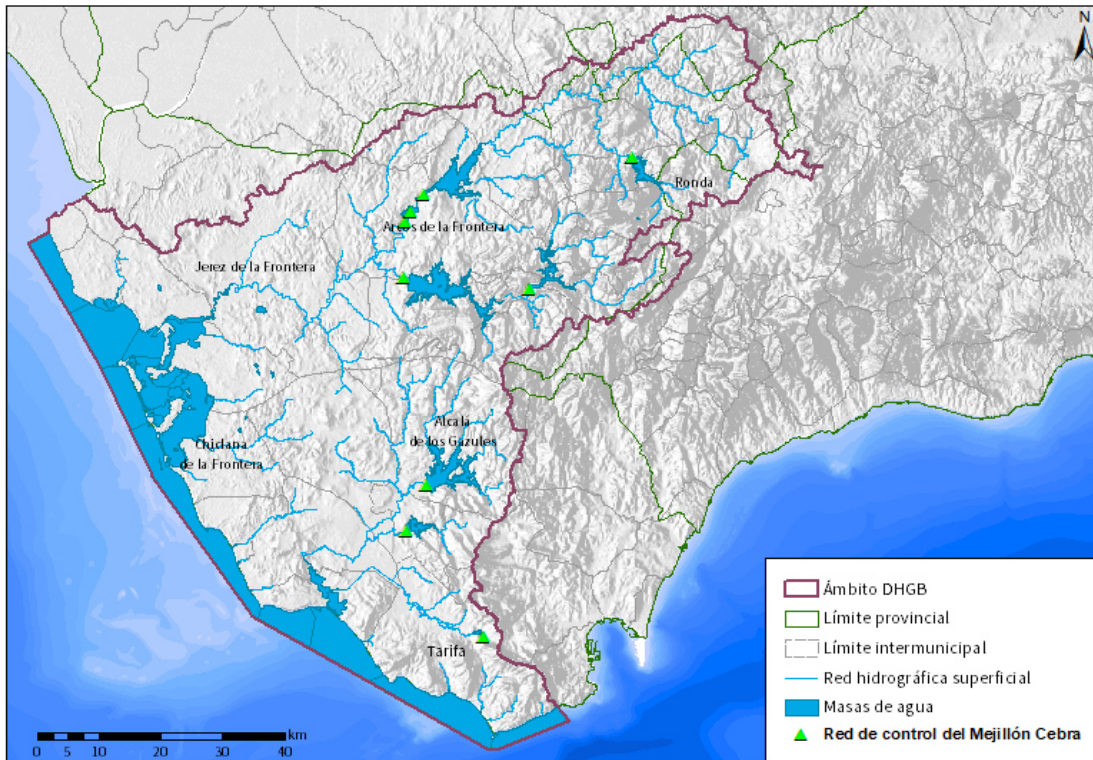 N
Ronda
Arcos de la Frontera
Jerez de la Frontera
Alcala
de los Gazules
Chiclana
de la Frontera
Tarifa
km
0 5 10 20 30 40
Ámbito DHGB
Límite provincial
Límite intermunicipal
Red hidrográfica superficial
Masas de agua
Red de control del Mejillón Cebra